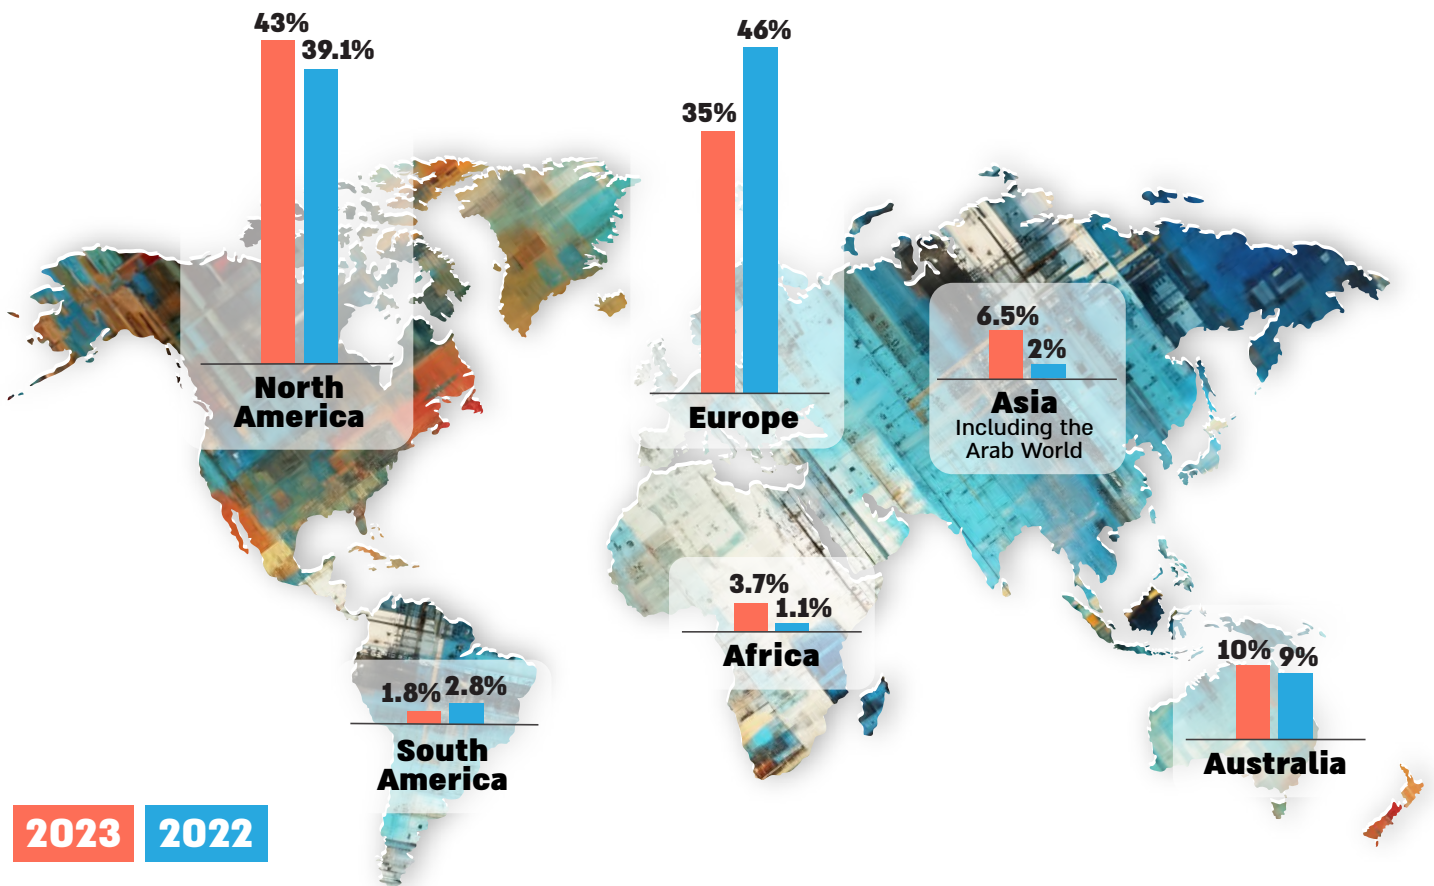 43%
39.1%
North
America
46%
35%
Europe
6.5%
2%
Asia
Including the
Arab World
3.7%
1.1%
Africa
1.8%
2.8%
South
America
10%
9%
Australia
2023
2022